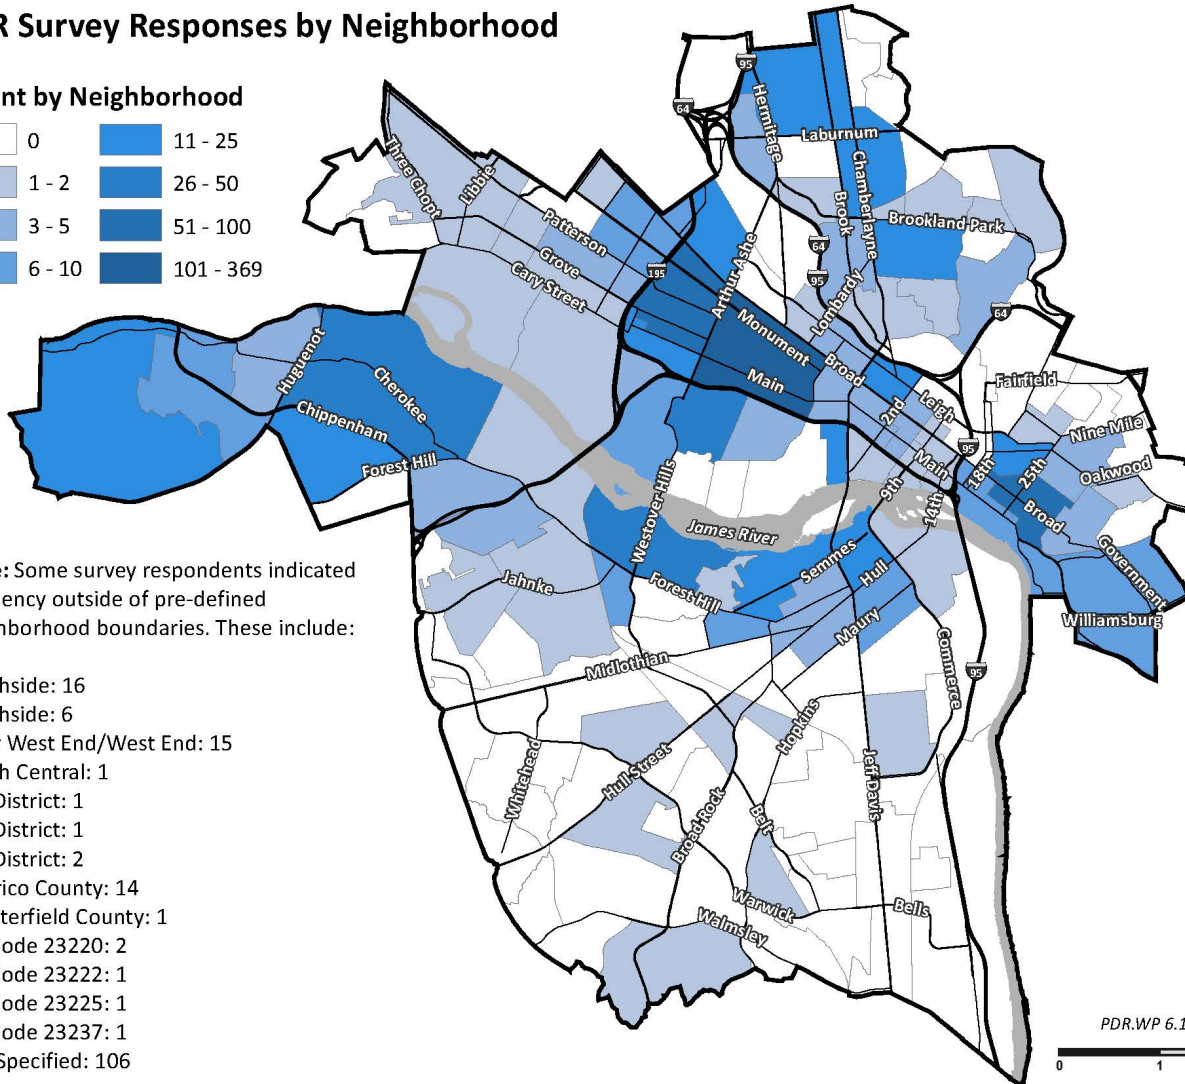 R Survey Responses by Neighborhood
nt by Neighborhood
0
11 - 25
1 - 2
26 - 50
3 - 5
51 - 100
6 - 10
101 - 369
95
64
Hermitage
Laburnum
Three Chopt
Libbie
Chamberlayne
Brook
Brookland Park
Patterson
Grove
Cary Street
195
Arthur Ashe
64
95
Lombardy
64
Monument
Broad
Main
Huguenot
Cherokee
Chippenham
Forest Hill
Fairfield
2nd
Leigh
Main
95
18th
25th
Nine Mile
Oakwood
Broad
9th
14th
Westover Hills
James River
Government
Williamsburg
Jahnke
Forest Hill
Semmes
Hull
Maury
Midlothian
Commerce
95
Hopkins
Whitehead
Hull Street
Jeff Davis
Broad Rock
Belt
Warwick
Walmsley
Bells
e: Some survey respondents indicated
ency outside of pre-defined
hborhood boundaries. These include:
hside: 16
hside: 6
r West End/West End: 15
h Central: 1
District: 1
District: 1
District: 2
rico County: 14
terfield County: 1
ode 23220: 2
ode 23222: 1
ode 23225: 1
ode 23237: 1
Specified: 106
PDR.WP 6.1
0
1